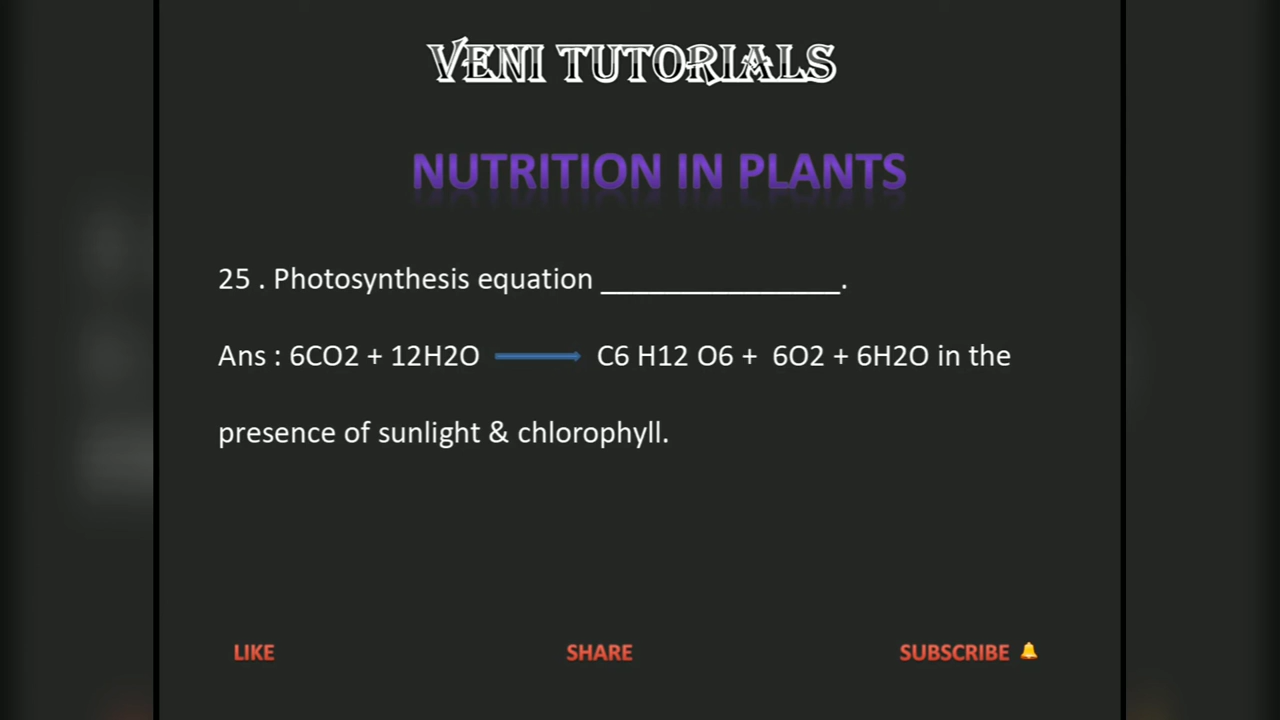 VENI TUTORIALS
NUTRITION IN PLANTS
25 . Photosynthesis equation _______________.
Ans : 6CO2 + 12H2O → C6 H12 O6 + 6O2 + 6H2O in the
presence of sunlight & chlorophyll.
LIKE SHARE SUBSCRIBE 🔔